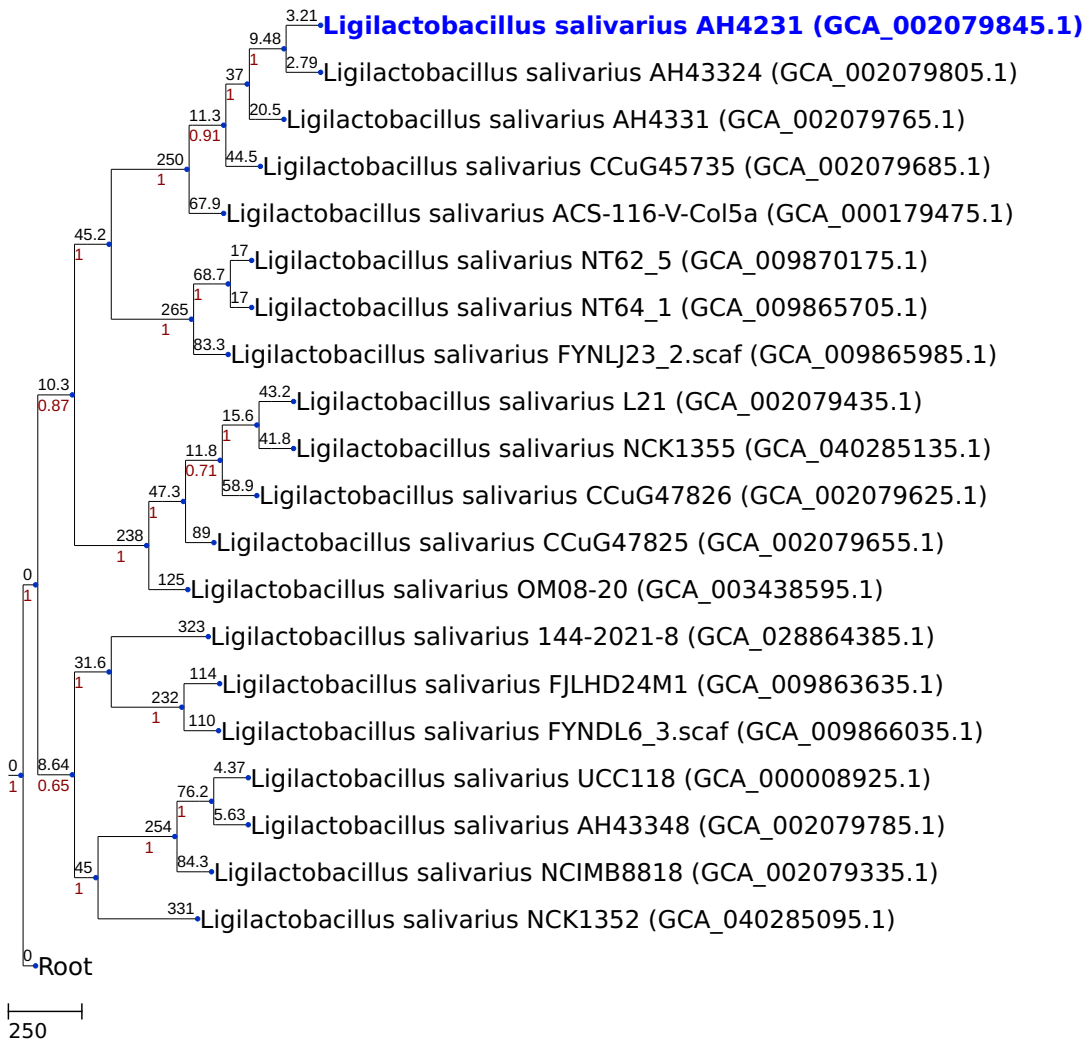 3.21
Ligilactobacillus salivarius AH4231 (GCA_002079845.1)
9.48
1
2.79
Ligilactobacillus salivarius AH43324 (GCA_002079805.1)
37
1
20.5
Ligilactobacillus salivarius AH4331 (GCA_002079765.1)
11.3
0.91
44.5
Ligilactobacillus salivarius CCuG45735 (GCA_002079685.1)
250
1
67.9
Ligilactobacillus salivarius ACS-116-V-Col5a (GCA_000179475.1)
45.2
1
17
Ligilactobacillus salivarius NT62_5 (GCA_009870175.1)
68.7
1
17
Ligilactobacillus salivarius NT64_1 (GCA_009865705.1)
265
1
83.3
Ligilactobacillus salivarius FYNLJ23_2.scaf (GCA_009865985.1)
10.3
0.87
43.2
Ligilactobacillus salivarius L21 (GCA_002079435.1)
15.6
1
41.8
Ligilactobacillus salivarius NCK1355 (GCA_040285135.1)
11.8
0.71
58.9
Ligilactobacillus salivarius CCuG47826 (GCA_002079625.1)
47.3
1
89
Ligilactobacillus salivarius CCuG47825 (GCA_002079655.1)
238
1
125
Ligilactobacillus salivarius OM08-20 (GCA_003438595.1)
0
1
323
Ligilactobacillus salivarius 144-2021-8 (GCA_028864385.1)
31.6
1
114
Ligilactobacillus salivarius FJLHD24M1 (GCA_009863635.1)
232
1
110
Ligilactobacillus salivarius FYNDL6_3.scaf (GCA_009866035.1)
0
1
8.64
0.65
4.37
Ligilactobacillus salivarius UCC118 (GCA_000008925.1)
76.2
1
5.63
Ligilactobacillus salivarius AH43348 (GCA_002079785.1)
254
1
84.3
Ligilactobacillus salivarius NCIMB8818 (GCA_002079335.1)
45
1
331
Ligilactobacillus salivarius NCK1352 (GCA_040285095.1)
0
Root
250